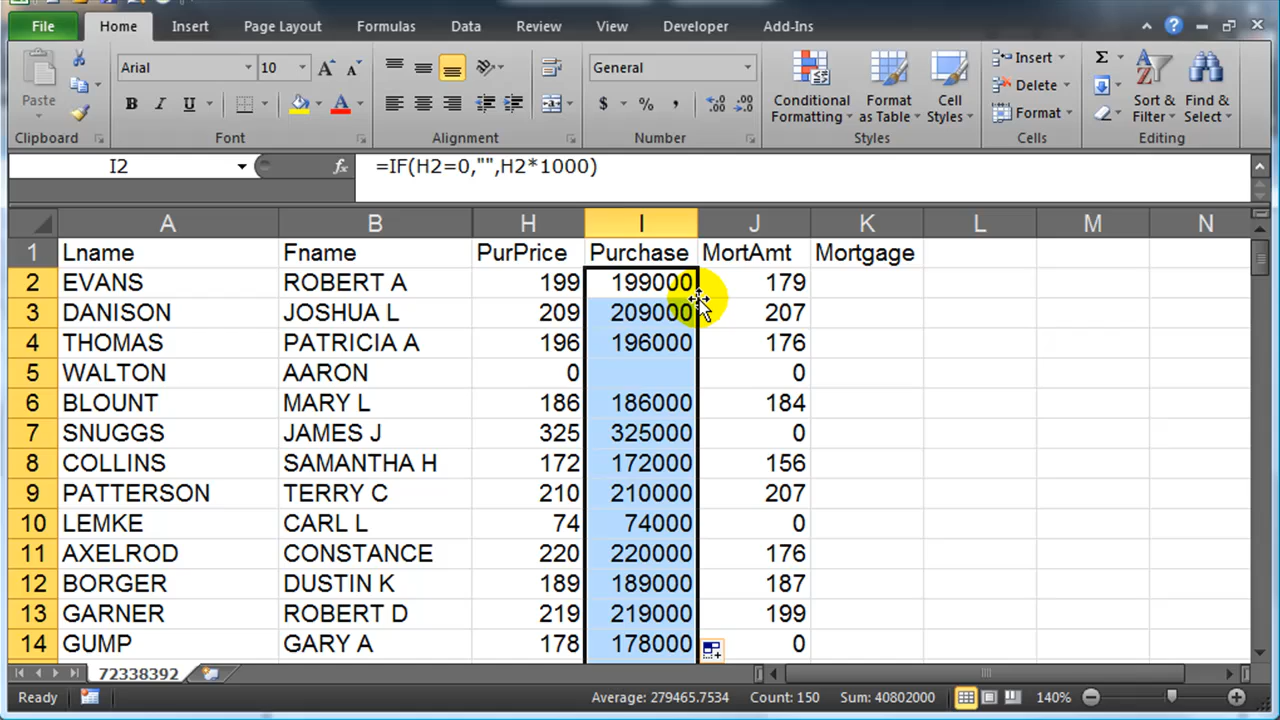 File Home Insert Page Layout Formulas Data Review View Developer Add-Ins
Paste
Clipboard
Arial 10
B I U
Font
Alignment
General
$ % ,
Number
Conditional Formatting
Format as Table
Cell Styles
Styles
Insert
Delete
Format
Cells
Σ
Sort & Filter
Find & Select
Editing
I2 fx =IF(H2=0,"",H2*1000)
A B H I J K L M N
1 Lname Fname PurPrice Purchase MortAmt Mortgage
2 EVANS ROBERT A 199 199000 179
3 DANISON JOSHUA L 209 209000 207
4 THOMAS PATRICIA A 196 196000 176
5 WALTON AARON 0 0
6 BLOUNT MARY L 186 186000 184
7 SNUGGS JAMES J 325 325000 0
8 COLLINS SAMANTHA H 172 172000 156
9 PATTERSON TERRY C 210 210000 207
10 LEMKE CARL L 74 74000 0
11 AXELROD CONSTANCE 220 220000 176
12 BORGER DUSTIN K 189 189000 187
13 GARNER ROBERT D 219 219000 199
14 GUMP GARY A 178 178000 0
72338392
Ready Average: 279465.7534 Count: 150 Sum: 40802000 140%